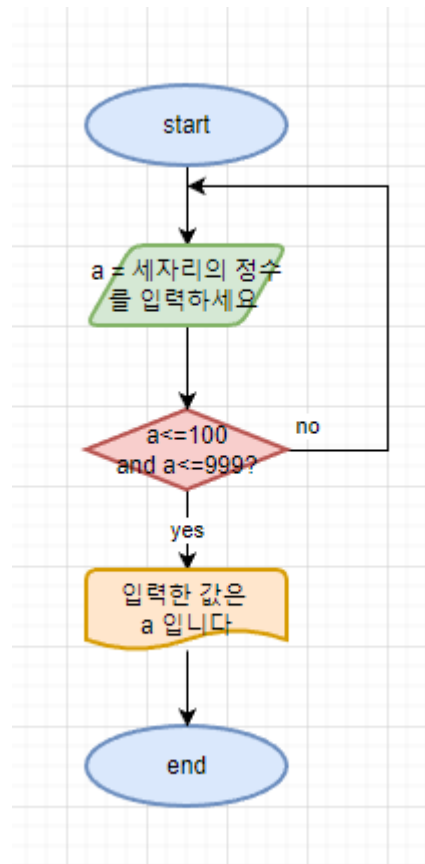 start
a = 세자리의 정수
를 입력하세요
a<=100
and a<=999?
no
yes
입력한 값은
a 입니다
end